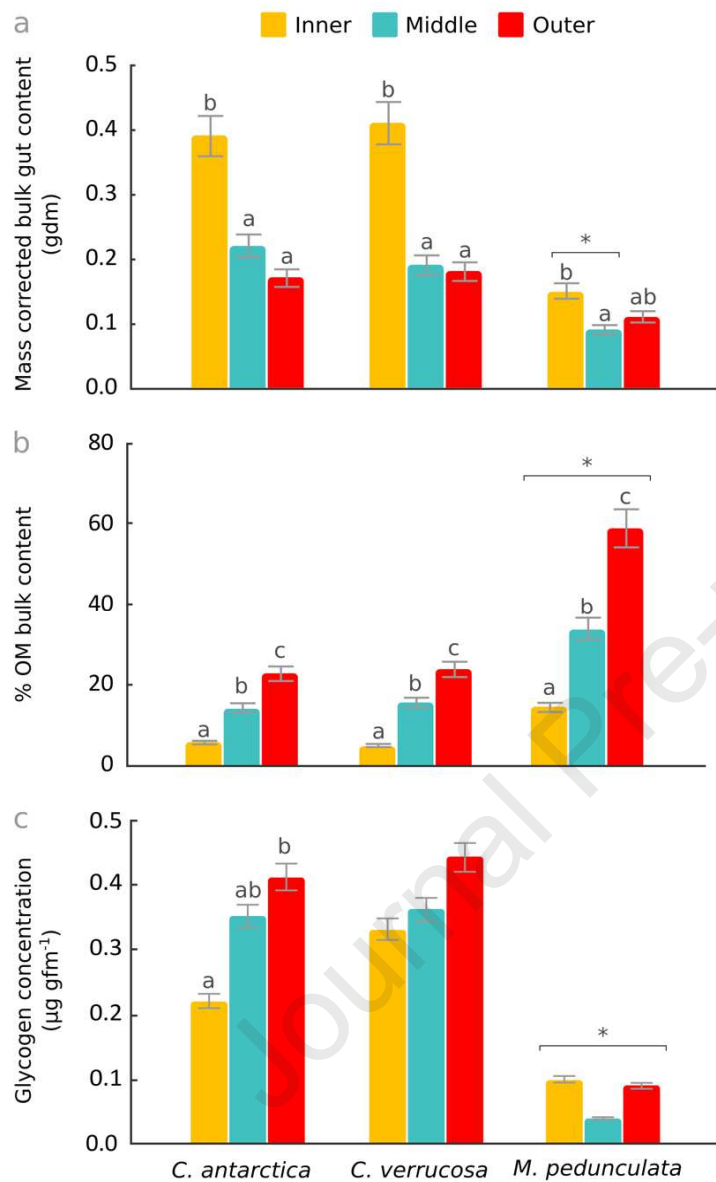 a
Inner Middle Outer
Mass corrected bulk gut content
(gdm)
0.5
0.4
0.3
0.2
0.1
0.0
b
a
a
b
a
a
*
b
a
ab
b
% OM bulk content
80
60
40
20
0
a
b
c
a
b
c
*
a
b
c
c
Glycogen concentration
(µg gfm⁻¹)
0.5
0.4
0.3
0.2
0.1
0.0
a
ab
b
*
C. antarctica C. verrucosa M. pedunculata
Journal Pre-